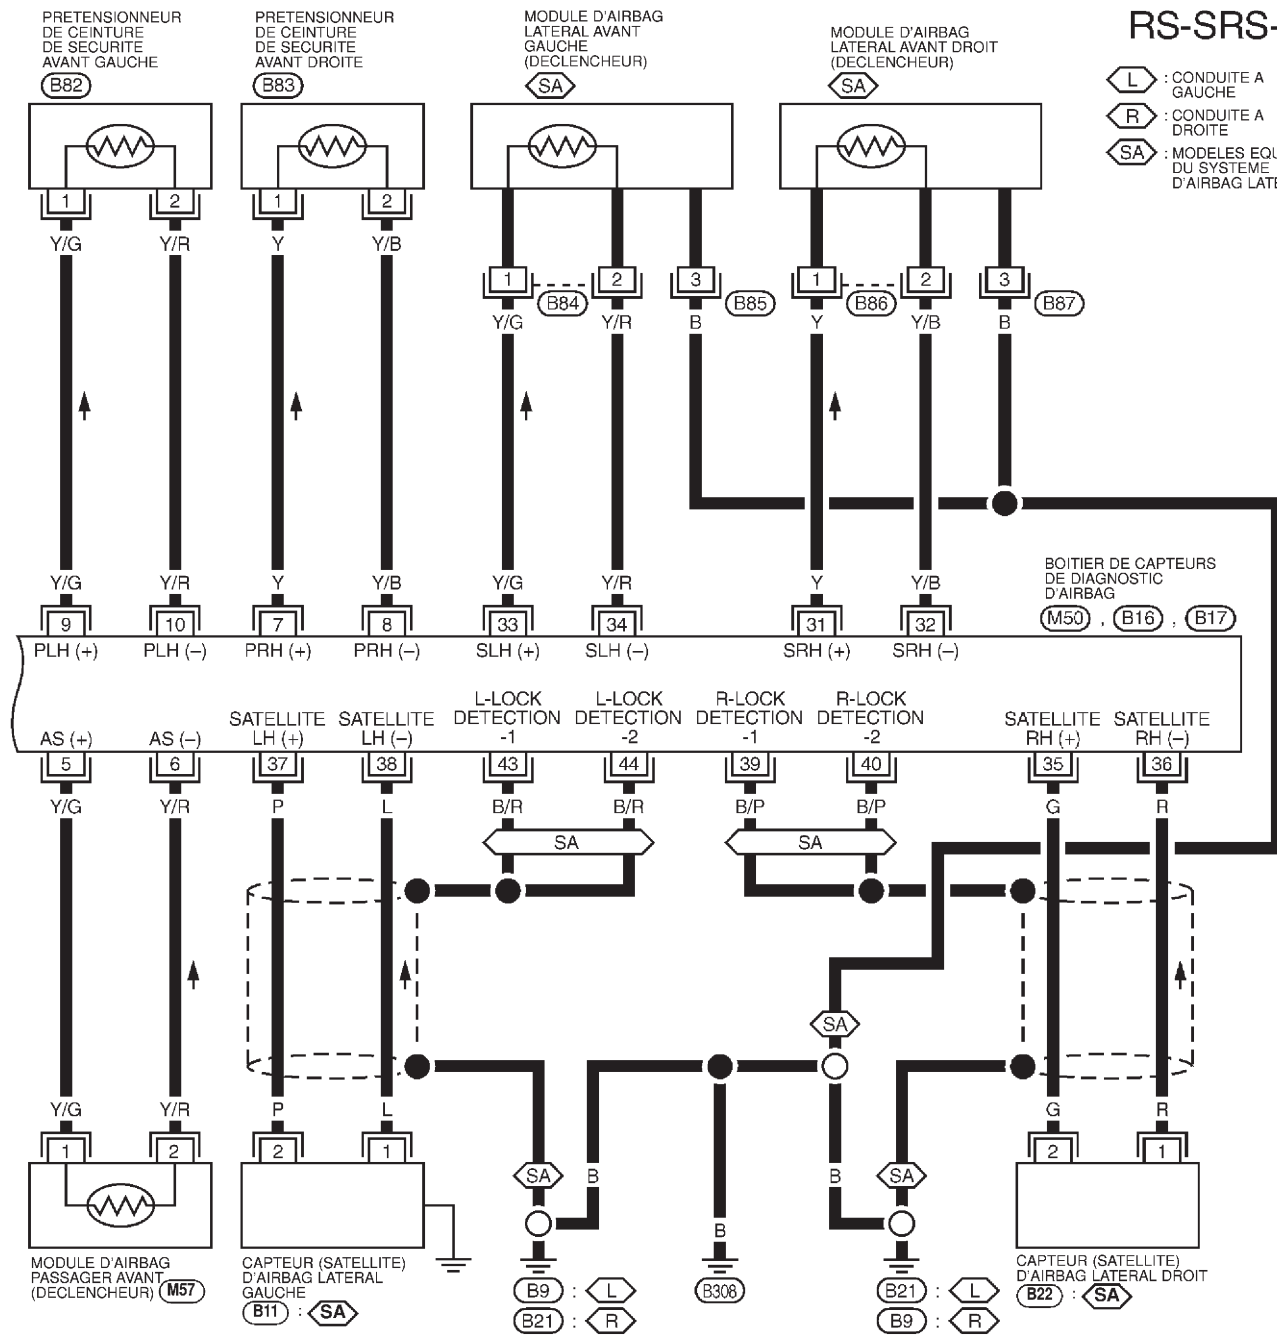 PRETENSIONNEUR
DE CEINTURE
DE SECURITE
AVANT GAUCHE
B82
PRETENSIONNEUR
DE CEINTURE
DE SECURITE
AVANT DROITE
B83
MODULE D'AIRBAG
LATERAL AVANT
GAUCHE
(DECLENCHEUR)
SA
MODULE D'AIRBAG
LATERAL AVANT DROIT
(DECLENCHEUR)
SA
RS-SRS-
L : CONDUITE A
GAUCHE
R : CONDUITE A
DROITE
SA : MODELES EQU
DU SYSTEME
D'AIRBAG LATE
1 2 1 2
Y/G Y/R Y Y/B
1 2 3 1 2 3
B84 B85 B86 B87
Y/G Y/R B Y Y/B B
BOITIER DE CAPTEURS
DE DIAGNOSTIC
D'AIRBAG
M50 , B16 , B17
Y/G Y/R Y Y/B Y/G Y/R Y Y/B
9 10 7 8 33 34 31 32
PLH (+) PLH (–) PRH (+) PRH (–) SLH (+) SLH (–) SRH (+) SRH (–)
AS (+) AS (–)
SATELLITE
LH (+)
SATELLITE
LH (–)
L-LOCK
DETECTION
-1
L-LOCK
DETECTION
-2
R-LOCK
DETECTION
-1
R-LOCK
DETECTION
-2
SATELLITE
RH (+)
SATELLITE
RH (–)
5 6 37 38 43 44 39 40 35 36
Y/G Y/R P L B/R B/R B/P B/P G R
SA SA
SA
Y/G Y/R P L G R
1 2 2 1 2 1
SA B B B SA
MODULE D'AIRBAG
PASSAGER AVANT
(DECLENCHEUR) M57
CAPTEUR (SATELLITE)
D'AIRBAG LATERAL
GAUCHE
B11 : SA
B9 : L
B21 : R
B308
B21 : L
B9 : R
CAPTEUR (SATELLITE)
D'AIRBAG LATERAL DROIT
B22 : SA